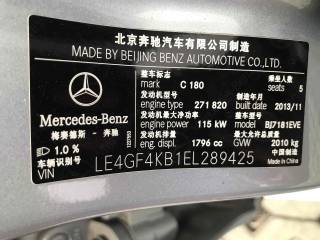 北京奔驰汽车有限公司制造
MADE BY BEIJING BENZ AUTOMOTIVE CO.,LTD.
整车标志 乘坐人数
mark C 180 seats 5
发动机型号 制造年月
engine type 271 820 built date 2013/11
发动机最大净功率 整车型号
engine power 115 kW model BJ7181EVE
发动机排量 最大总质量
eng. displ. 1796 cc GVW 2010 kg
Mercedes-Benz
梅赛德斯 - 奔驰
1.0 %
中国制造
Made in China
车辆识别代号
VIN LE4GF4KB1EL289425